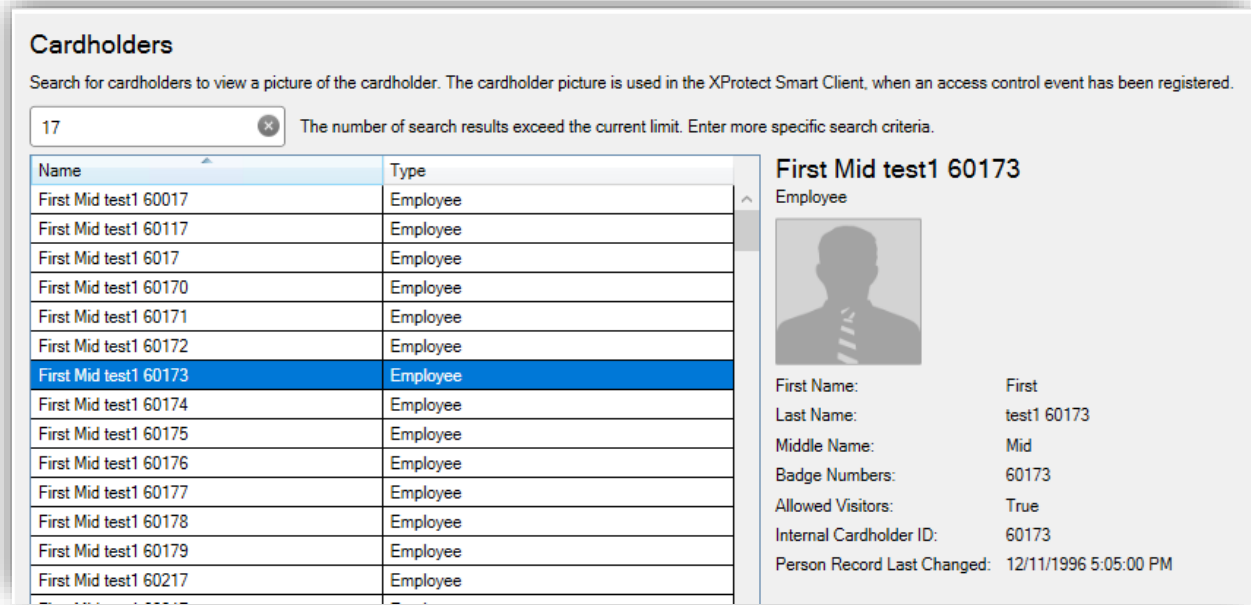 Cardholders
Search for cardholders to view a picture of the cardholder. The cardholder picture is used in the XProtect Smart Client, when an access control event has been registered.
17 The number of search results exceed the current limit. Enter more specific search criteria.
Name Type
First Mid test1 60017 Employee
First Mid test1 60117 Employee
First Mid test1 6017 Employee
First Mid test1 60170 Employee
First Mid test1 60171 Employee
First Mid test1 60172 Employee
First Mid test1 60173 Employee
First Mid test1 60174 Employee
First Mid test1 60175 Employee
First Mid test1 60176 Employee
First Mid test1 60177 Employee
First Mid test1 60178 Employee
First Mid test1 60179 Employee
First Mid test1 60217 Employee
First Mid test1 60173
Employee
First Name: First
Last Name: test1 60173
Middle Name: Mid
Badge Numbers: 60173
Allowed Visitors: True
Internal Cardholder ID: 60173
Person Record Last Changed: 12/11/1996 5:05:00 PM